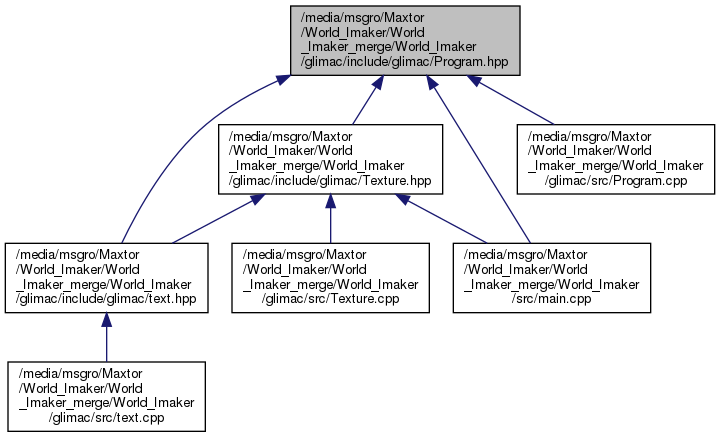 /media/msgro/Maxtor
/World_Imaker/World
_Imaker_merge/World_Imaker
/glimac/include/glimac/Program.hpp
/media/msgro/Maxtor
/World_Imaker/World
_Imaker_merge/World_Imaker
/glimac/include/glimac/Texture.hpp
/media/msgro/Maxtor
/World_Imaker/World
_Imaker_merge/World_Imaker
/glimac/src/Program.cpp
/media/msgro/Maxtor
/World_Imaker/World
_Imaker_merge/World_Imaker
/glimac/include/glimac/text.hpp
/media/msgro/Maxtor
/World_Imaker/World
_Imaker_merge/World_Imaker
/glimac/src/Texture.cpp
/media/msgro/Maxtor
/World_Imaker/World
_Imaker_merge/World_Imaker
/src/main.cpp
/media/msgro/Maxtor
/World_Imaker/World
_Imaker_merge/World_Imaker
/glimac/src/text.cpp